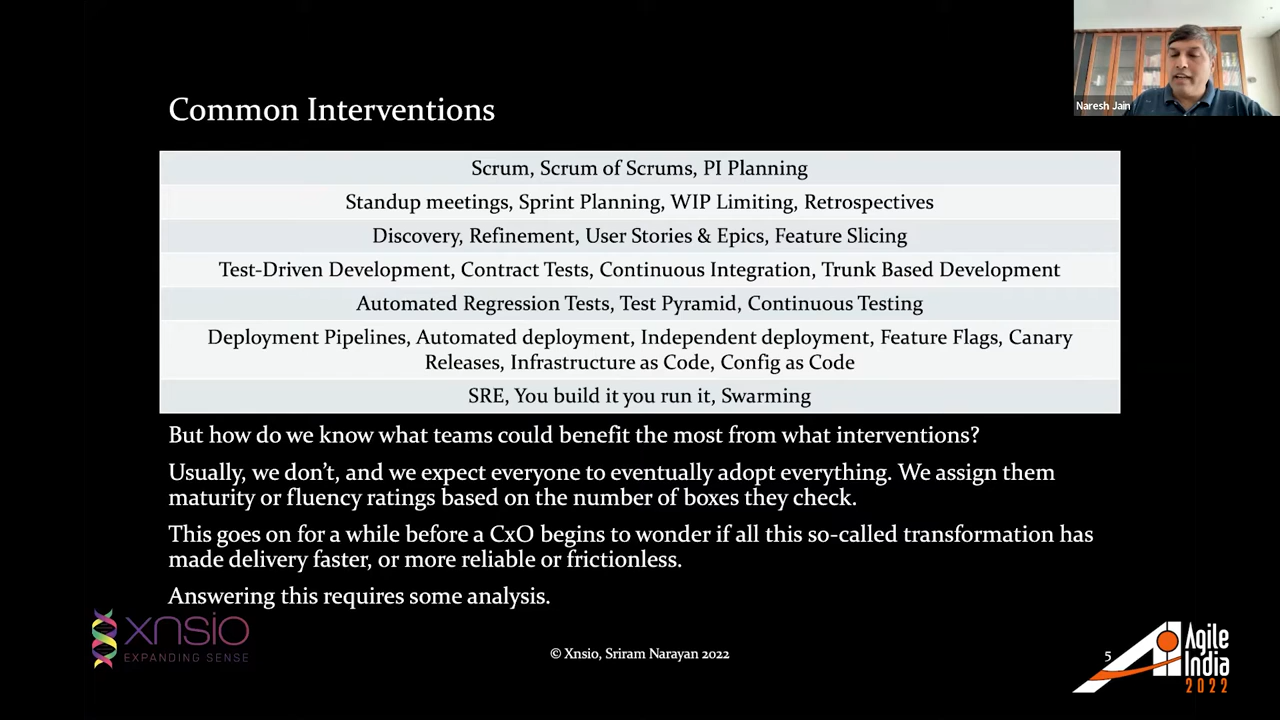 Naresh Jain
Common Interventions
Scrum, Scrum of Scrums, PI Planning
Standup meetings, Sprint Planning, WIP Limiting, Retrospectives
Discovery, Refinement, User Stories & Epics, Feature Slicing
Test-Driven Development, Contract Tests, Continuous Integration, Trunk Based Development
Automated Regression Tests, Test Pyramid, Continuous Testing
Deployment Pipelines, Automated deployment, Independent deployment, Feature Flags, Canary
Releases, Infrastructure as Code, Config as Code
SRE, You build it you run it, Swarming
But how do we know what teams could benefit the most from what interventions?
Usually, we don't, and we expect everyone to eventually adopt everything. We assign them
maturity or fluency ratings based on the number of boxes they check.
This goes on for a while before a CxO begins to wonder if all this so-called transformation has
made delivery faster, or more reliable or frictionless.
Answering this requires some analysis.
xnsio
EXPANDING SENSE
© Xnsio, Sriram Narayan 2022
5
Agile
India
2022